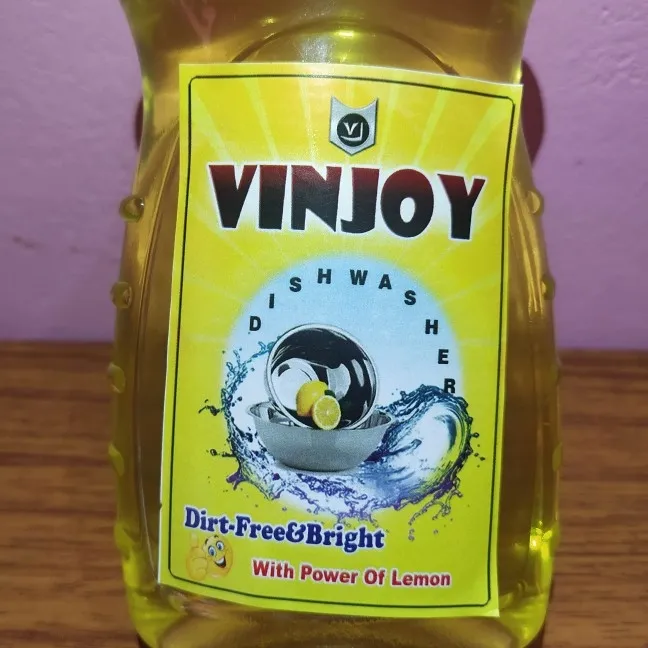 VJ
VINJOY
DISHWASHER
Dirt-Free&Bright
With Power Of Lemon